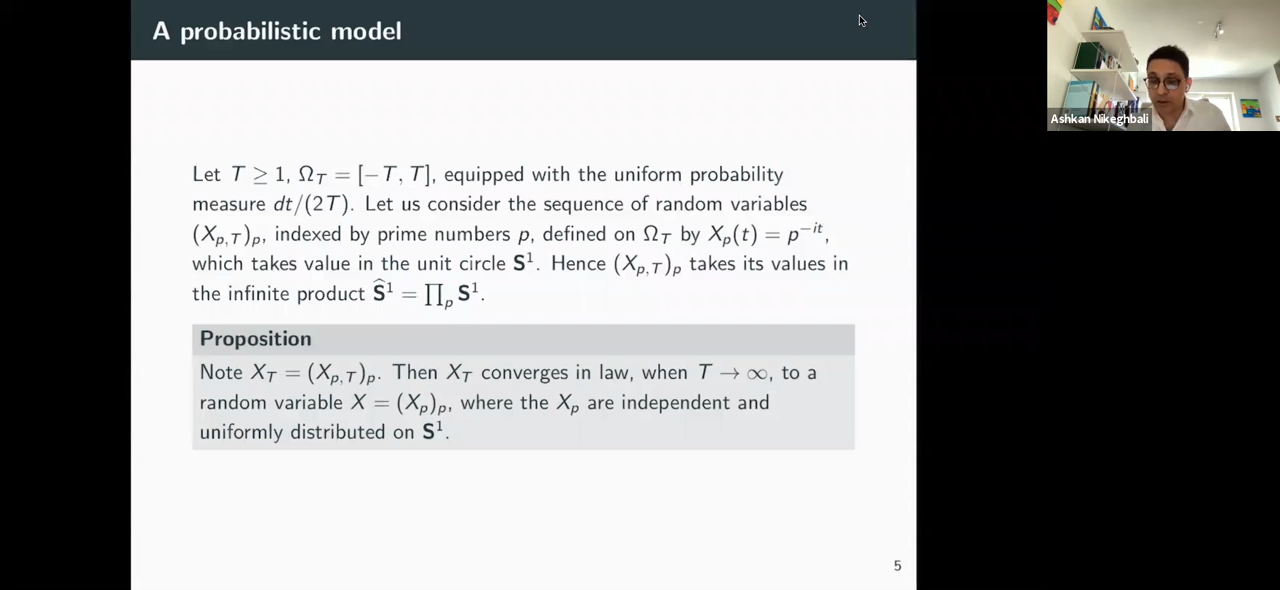 A probabilistic model
Ashkan Nikeghbali
Let T ≥ 1, Ω_T = [−T, T], equipped with the uniform probability
measure dt/(2T). Let us consider the sequence of random variables
(X_{p,T})_p, indexed by prime numbers p, defined on Ω_T by X_p(t) = p^{−it},
which takes value in the unit circle S¹. Hence (X_{p,T})_p takes its values in
the infinite product Ŝ¹ = ∏_p S¹.
Proposition
Note X_T = (X_{p,T})_p. Then X_T converges in law, when T → ∞, to a
random variable X = (X_p)_p, where the X_p are independent and
uniformly distributed on S¹.
5